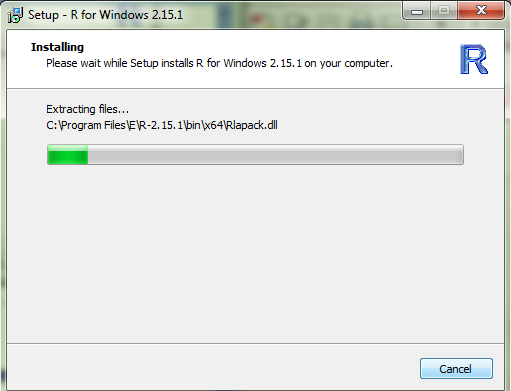 Setup - R for Windows 2.15.1
Installing
Please wait while Setup installs R for Windows 2.15.1 on your computer.
R
Extracting files...
C:\Program Files\E\R-2.15.1\bin\x64\Rlapack.dll
Cancel